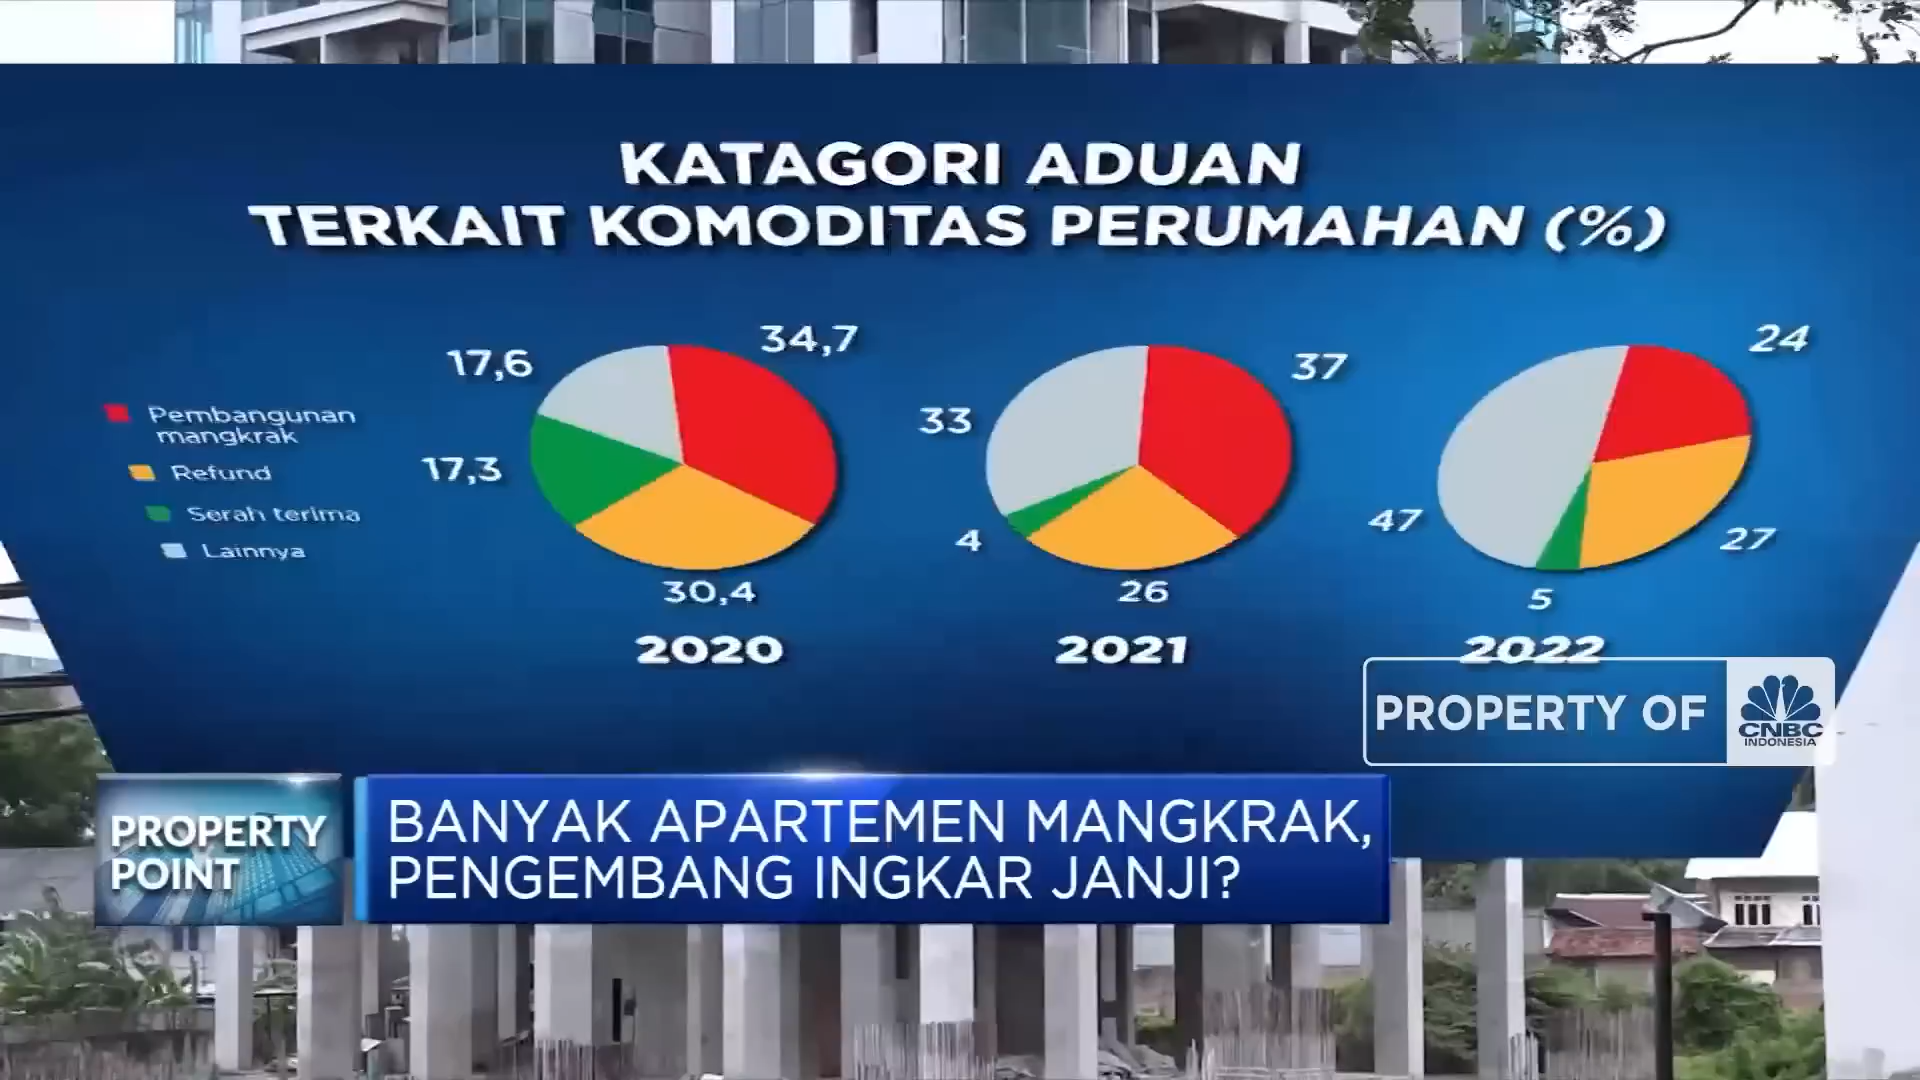 KATAGORI ADUAN
TERKAIT KOMODITAS PERUMAHAN (%)
Pembangunan
mangkrak
Refund
Serah terima
Lainnya
17,6
34,7
17,3
30,4
2020
33
37
4
26
2021
24
47
27
5
2022
PROPERTY OF
CNBC
INDONESIA
PROPERTY
POINT
BANYAK APARTEMEN MANGKRAK,
PENGEMBANG INGKAR JANJI?